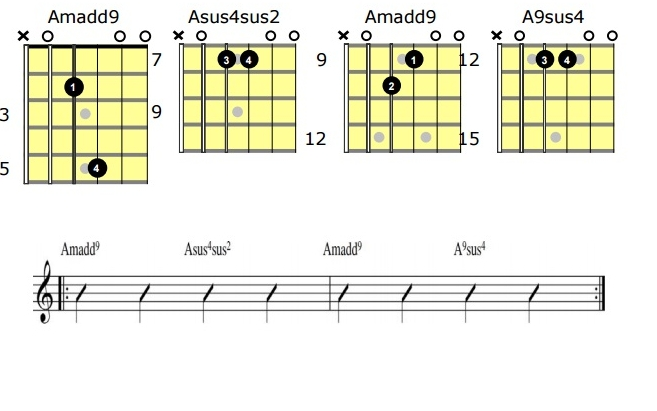 Amadd9 Asus4sus2 Amadd9 A9sus4
× O O O × O O O × O O O × O O O
7 3 4 9 1 12 3 4
1 2
3 9
12 15
5 4
Amadd9 Asus4sus2 Amadd9 A9sus4